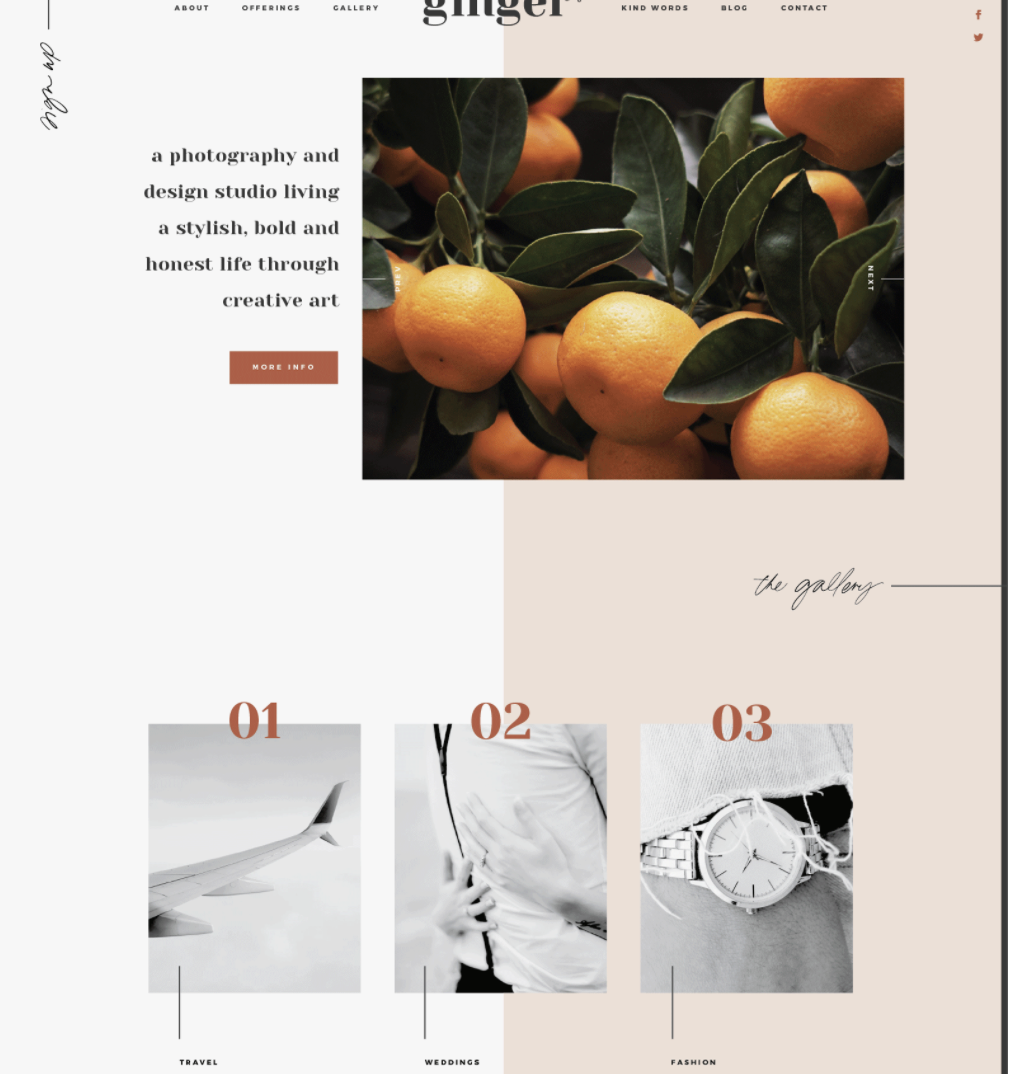 ABOUT
OFFERINGS
GALLERY
ginger
KIND WORDS
BLOG
CONTACT
sign up
a photography and
design studio living
a stylish, bold and
honest life through
creative art
PREV
NEXT
MORE INFO
the gallery
01
02
03
TRAVEL
WEDDINGS
FASHION